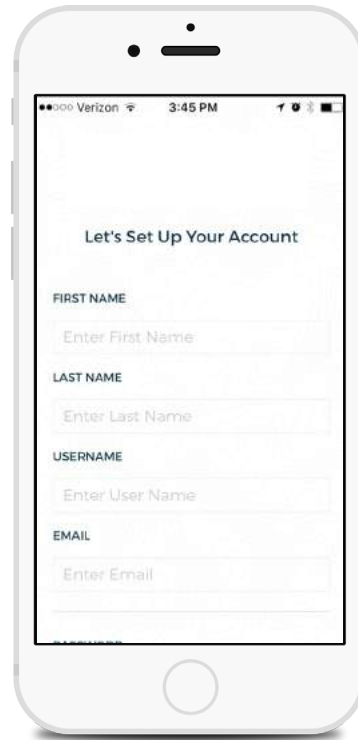 Verizon 3:45 PM
Let's Set Up Your Account
FIRST NAME
Enter First Name
LAST NAME
Enter Last Name
USERNAME
Enter User Name
EMAIL
Enter Email
PASSWORD